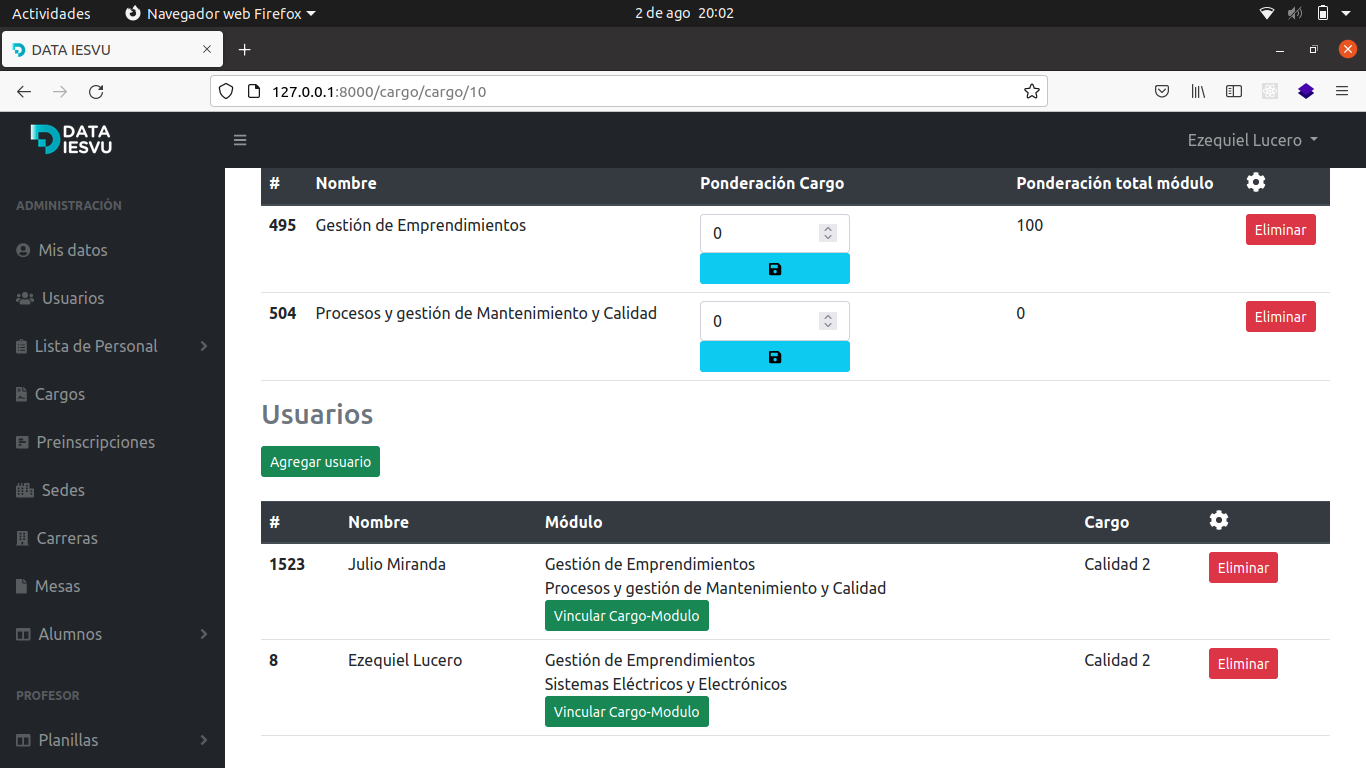 Actividades Navegador web Firefox 2 de ago 20:02
DATA IESVU
127.0.0.1:8000/cargo/cargo/10
DATA
IESVU
Ezequiel Lucero
ADMINISTRACIÓN
Mis datos
Usuarios
Lista de Personal
Cargos
Preinscripciones
Sedes
Carreras
Mesas
Alumnos
PROFESOR
Planillas
# Nombre Ponderación Cargo Ponderación total módulo
495 Gestión de Emprendimientos 0 100 Eliminar
504 Procesos y gestión de Mantenimiento y Calidad 0 0 Eliminar
Usuarios
Agregar usuario
# Nombre Módulo Cargo
1523 Julio Miranda Gestión de Emprendimientos Calidad 2 Eliminar
Procesos y gestión de Mantenimiento y Calidad
Vincular Cargo-Modulo
8 Ezequiel Lucero Gestión de Emprendimientos Calidad 2 Eliminar
Sistemas Eléctricos y Electrónicos
Vincular Cargo-Modulo